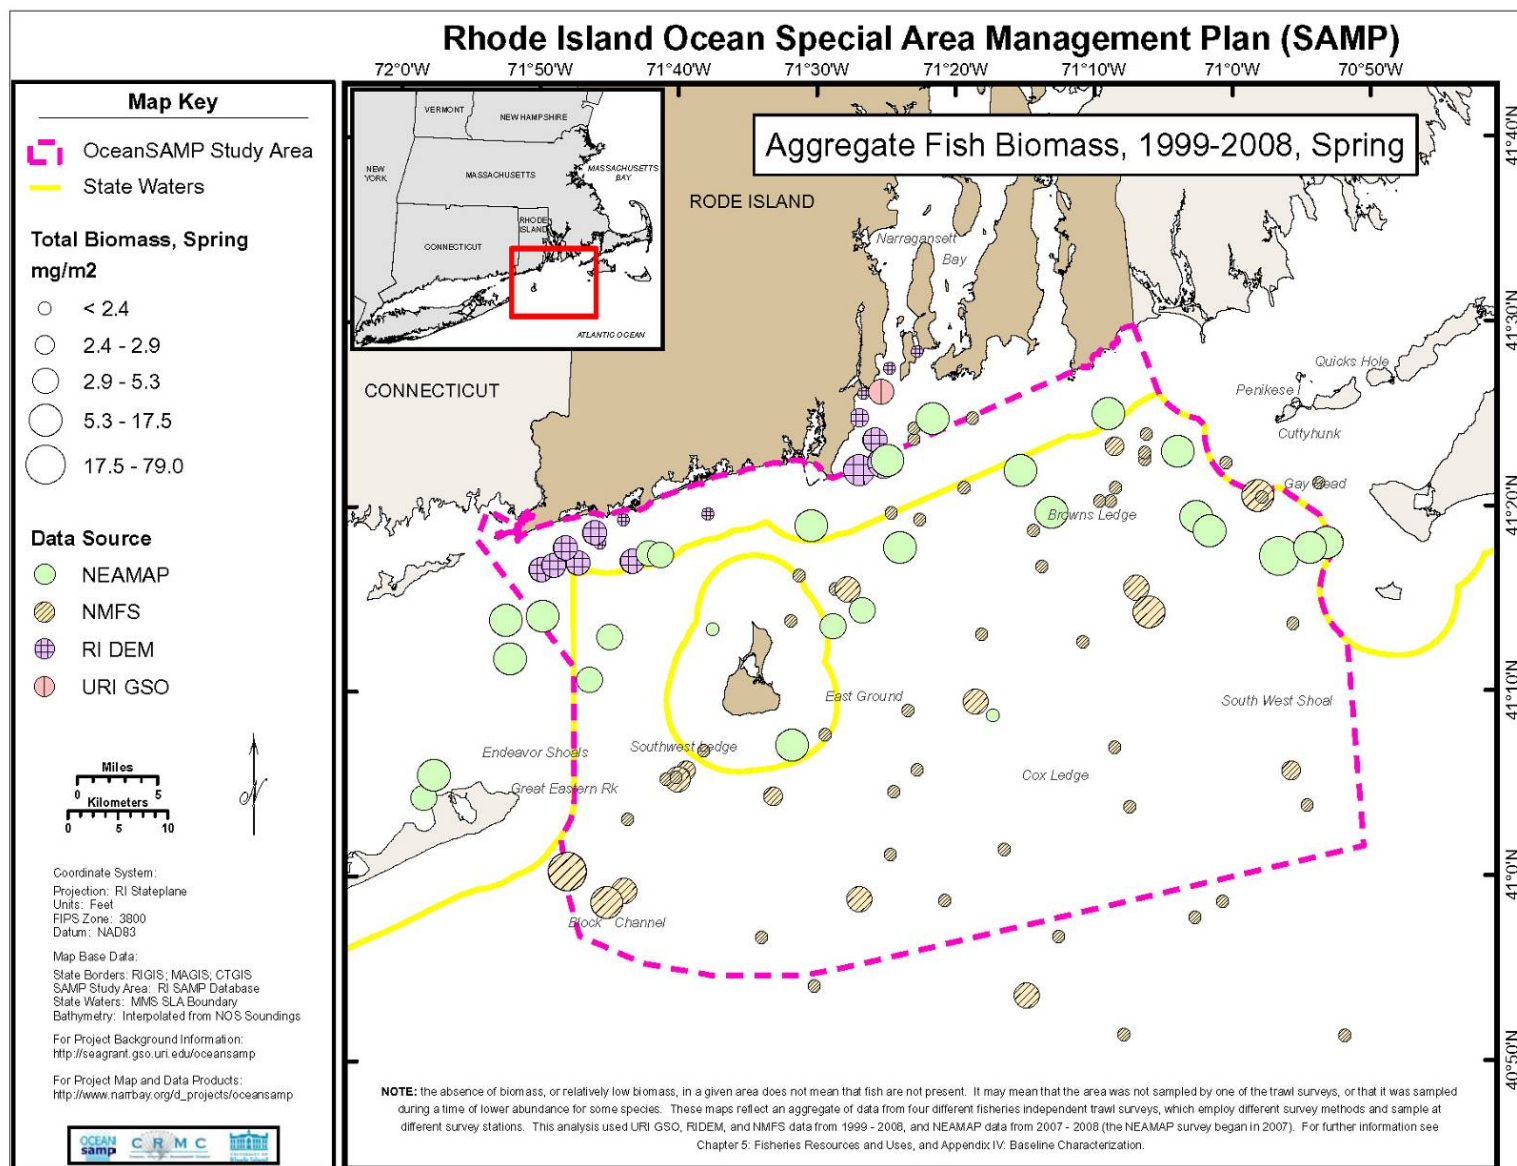 Rhode Island Ocean Special Area Management Plan (SAMP)
72°0'W
71°50'W
71°40'W
71°30'W
71°20'W
71°10'W
71°0'W
70°50'W
Map Key
OceanSAMP Study Area
State Waters
Total Biomass, Spring
mg/m2
< 2.4
2.4 - 2.9
2.9 - 5.3
5.3 - 17.5
17.5 - 79.0
Data Source
NEAMAP
NMFS
RI DEM
URI GSO
Miles
0 5
Kilometers
0 5 10
N
Coordinate System:
Projection: RI Stateplane
Units: Feet
FIPS Zone: 3800
Datum: NAD83
Map Base Data:
State Borders: RIGIS; MAGIS; CTGIS
SAMP Study Area: RI SAMP Database
State Waters: MMS SLA Boundary
Bathymetry: Interpolated from NOS Soundings
For Project Background Information:
http://seagrant.gso.uri.edu/oceansamp
For Project Map and Data Products:
http://www.narrbay.org/d_projects/oceansamp
OCEAN
samp
CRMC
VERMONT
NEW HAMPSHIRE
NEW
YORK
MASSACHUSETTS
MASSACHUSETTS
BAY
RHODE
ISLAND
CONNECTICUT
ATLANTIC OCEAN
Aggregate Fish Biomass, 1999-2008, Spring
RODE ISLAND
Narragansett
Bay
CONNECTICUT
Quicks Hole
Penikese I
Cuttyhunk
Gay Head
Browns Ledge
East Ground
South West Shoal
Endeavor Shoals
Southwest Ledge
Great Eastern Rk
Cox Ledge
Block Channel
41°40'N
41°30'N
41°20'N
41°10'N
41°0'N
40°50'N
NOTE: the absence of biomass, or relatively low biomass, in a given area does not mean that fish are not present. It may mean that the area was not sampled by one of the trawl surveys, or that it was sampled
during a time of lower abundance for some species. These maps reflect an aggregate of data from four different fisheries independent trawl surveys, which employ different survey methods and sample at
different survey stations. This analysis used URI GSO, RIDEM, and NMFS data from 1999 - 2008, and NEAMAP data from 2007 - 2008 (the NEAMAP survey began in 2007). For further information see
Chapter 5: Fisheries Resources and Uses, and Appendix IV: Baseline Characterization.